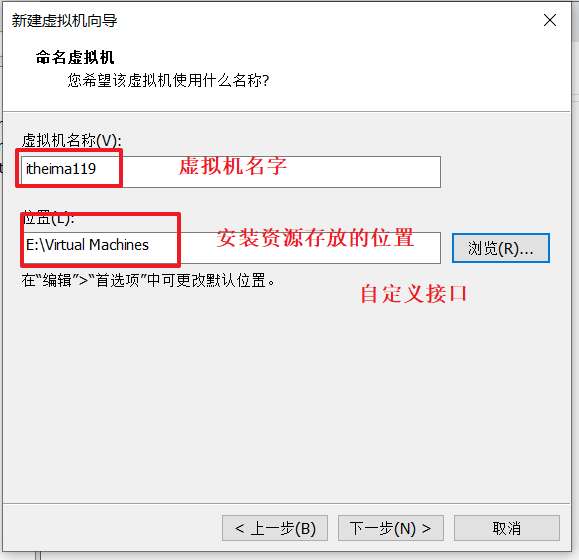 新建虚拟机向导
命名虚拟机
您希望该虚拟机使用什么名称?
虚拟机名称(V):
itheima119
虚拟机名字
位置(L):
E:\Virtual Machines
安装资源存放的位置
浏览(R)...
在“编辑”>“首选项”中可更改默认位置。
自定义接口
< 上一步(B)
下一步(N) >
取消